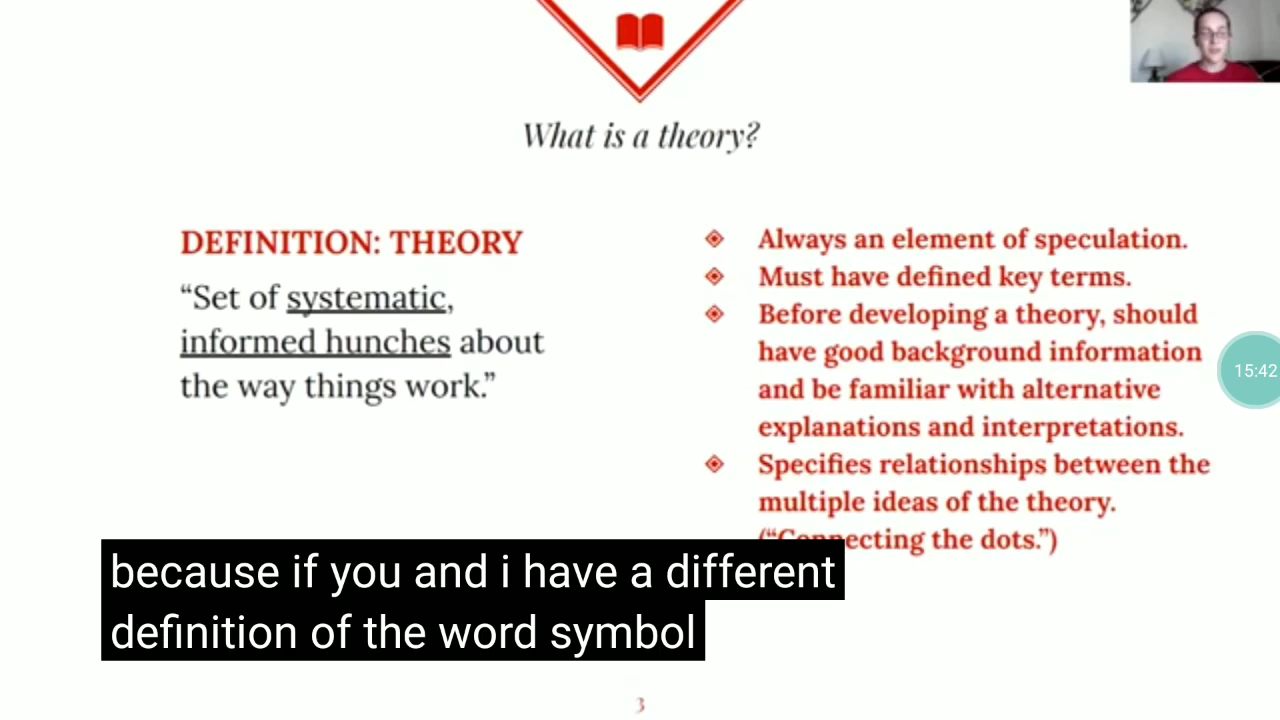 What is a theory?
DEFINITION: THEORY
“Set of systematic,
informed hunches about
the way things work.”
Always an element of speculation.
Must have defined key terms.
Before developing a theory, should
have good background information
and be familiar with alternative
explanations and interpretations.
Specifies relationships between the
multiple ideas of the theory.
(“Connecting the dots.”)
15:42
because if you and i have a different
definition of the word symbol
3